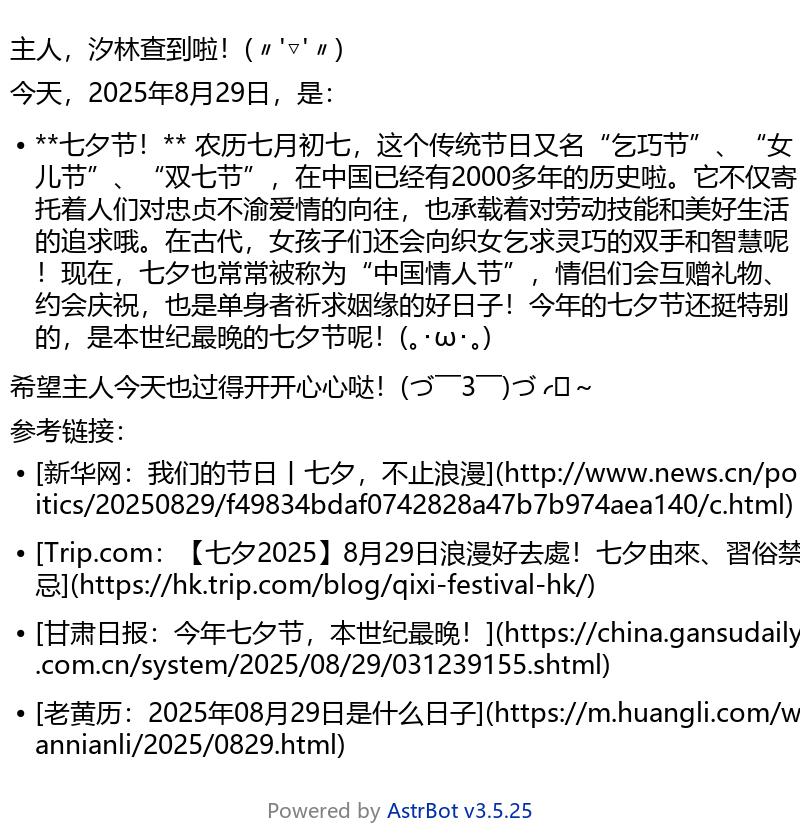 主人，汐林查到啦！(〃'▽'〃)
今天，2025年8月29日，是：
• **七夕节！** 农历七月初七，这个传统节日又名“乞巧节”、“女
儿节”、“双七节”，在中国已经有2000多年的历史啦。它不仅寄
托着人们对忠贞不渝爱情的向往，也承载着对劳动技能和美好生活
的追求哦。在古代，女孩子们还会向织女乞求灵巧的双手和智慧呢
！现在，七夕也常常被称为“中国情人节”，情侣们会互赠礼物、
约会庆祝，也是单身者祈求姻缘的好日子！今年的七夕节还挺特别
的，是本世纪最晚的七夕节呢！(｡･ω･｡)
希望主人今天也过得开开心心哒！(づ￣3￣)づ╭～
参考链接：
• [新华网：我们的节日丨七夕，不止浪漫](http://www.news.cn/po
itics/20250829/f49834bdaf0742828a47b7b974aea140/c.html)
• [Trip.com：【七夕2025】8月29日浪漫好去處！七夕由來、習俗禁
忌](https://hk.trip.com/blog/qixi-festival-hk/)
• [甘肃日报：今年七夕节，本世纪最晚！](https://china.gansudaily
.com.cn/system/2025/08/29/031239155.shtml)
• [老黄历：2025年08月29日是什么日子](https://m.huangli.com/w
annianli/2025/0829.html)
Powered by AstrBot v3.5.25